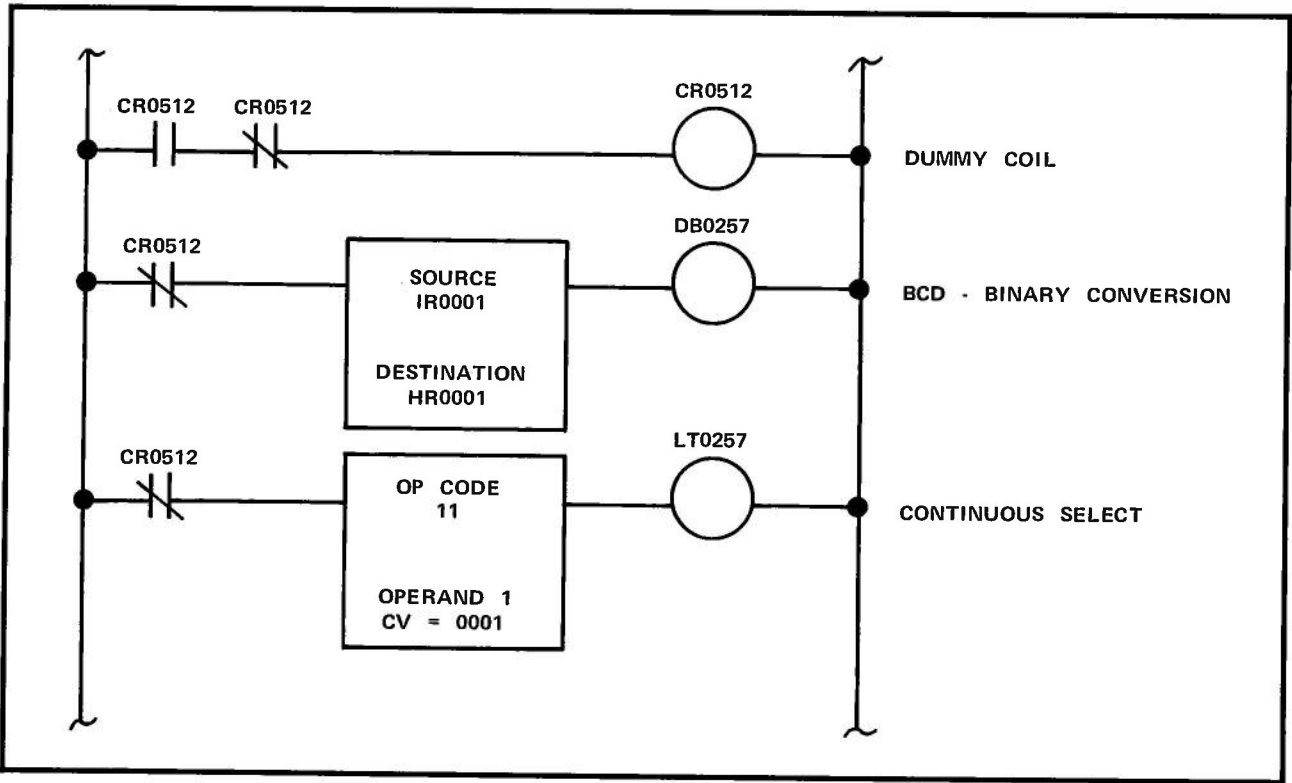 CR0512 CR0512 CR0512
DUMMY COIL
CR0512 DB0257
SOURCE
IR0001
BCD - BINARY CONVERSION
DESTINATION
HR0001
CR0512 LT0257
OP CODE
11
CONTINUOUS SELECT
OPERAND 1
CV = 0001